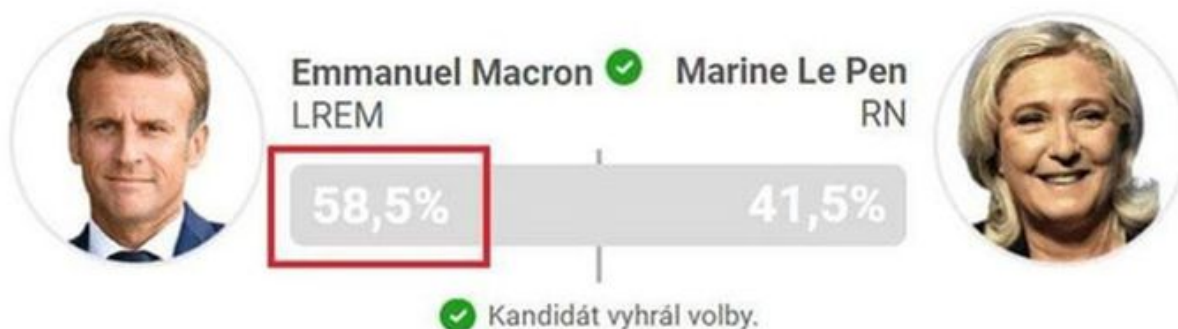 Emmanuel Macron Marine Le Pen
LREM RN
58,5% 41,5%
Kandidát vyhrál volby.